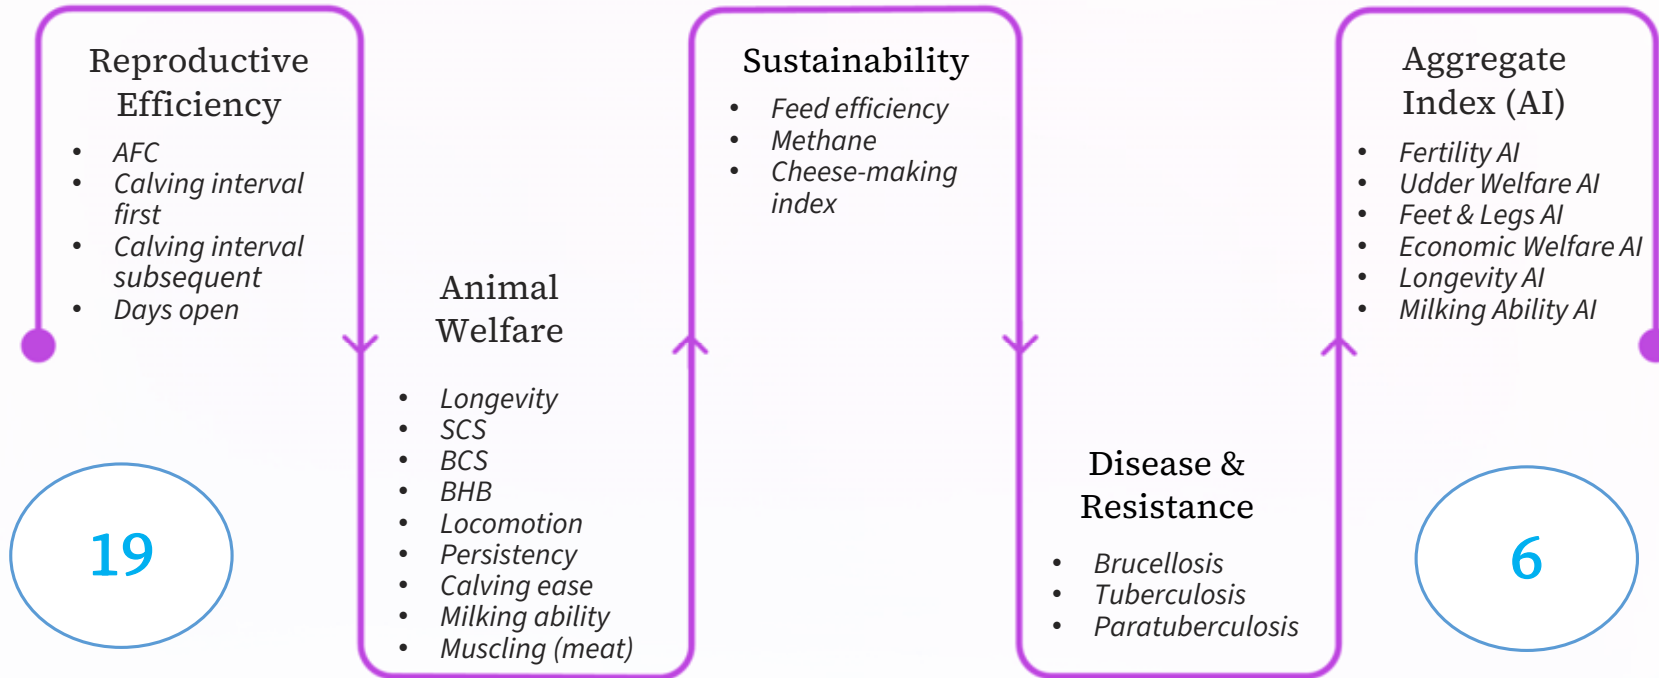 Reproductive
Efficiency
• AFC
• Calving interval
first
• Calving interval
subsequent
• Days open
19
Animal
Welfare
• Longevity
• SCS
• BCS
• BHB
• Locomotion
• Persistency
• Calving ease
• Milking ability
• Muscling (meat)
Sustainability
• Feed efficiency
• Methane
• Cheese-making
index
Disease &
Resistance
• Brucellosis
• Tuberculosis
• Paratuberculosis
Aggregate
Index (AI)
• Fertility AI
• Udder Welfare AI
• Feet & Legs AI
• Economic Welfare AI
• Longevity AI
• Milking Ability AI
6